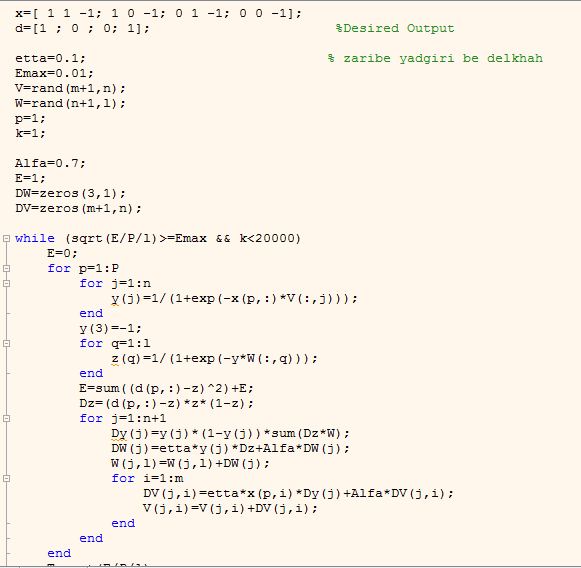 x=[ 1 1 -1; 1 0 -1; 0 1 -1; 0 0 -1];
d=[1 ; 0 ; 0; 1]; %Desired Output
etta=0.1; % zaribe yadgiri be delkhah
Emax=0.01;
V=rand(m+1,n);
W=rand(n+1,l);
p=1;
k=1;
Alfa=0.7;
E=1;
DW=zeros(3,1);
DV=zeros(m+1,n);
while (sqrt(E/P/l)>=Emax && k<20000)
E=0;
for p=1:P
for j=1:n
y(j)=1/(1+exp(-x(p,:)*V(:,j)));
end
y(3)=-1;
for q=1:l
z(q)=1/(1+exp(-y*W(:,q)));
end
E=sum((d(p,:)-z)^2)+E;
Dz=(d(p,:)-z)*z*(1-z);
for j=1:n+1
Dy(j)=y(j)*(1-y(j))*sum(Dz*W);
DW(j)=etta*y(j)*Dz+Alfa*DW(j);
W(j,l)=W(j,l)+DW(j);
for i=1:m
DV(j,i)=etta*x(p,i)*Dy(j)+Alfa*DV(j,i);
V(j,i)=V(j,i)+DV(j,i);
end
end
end